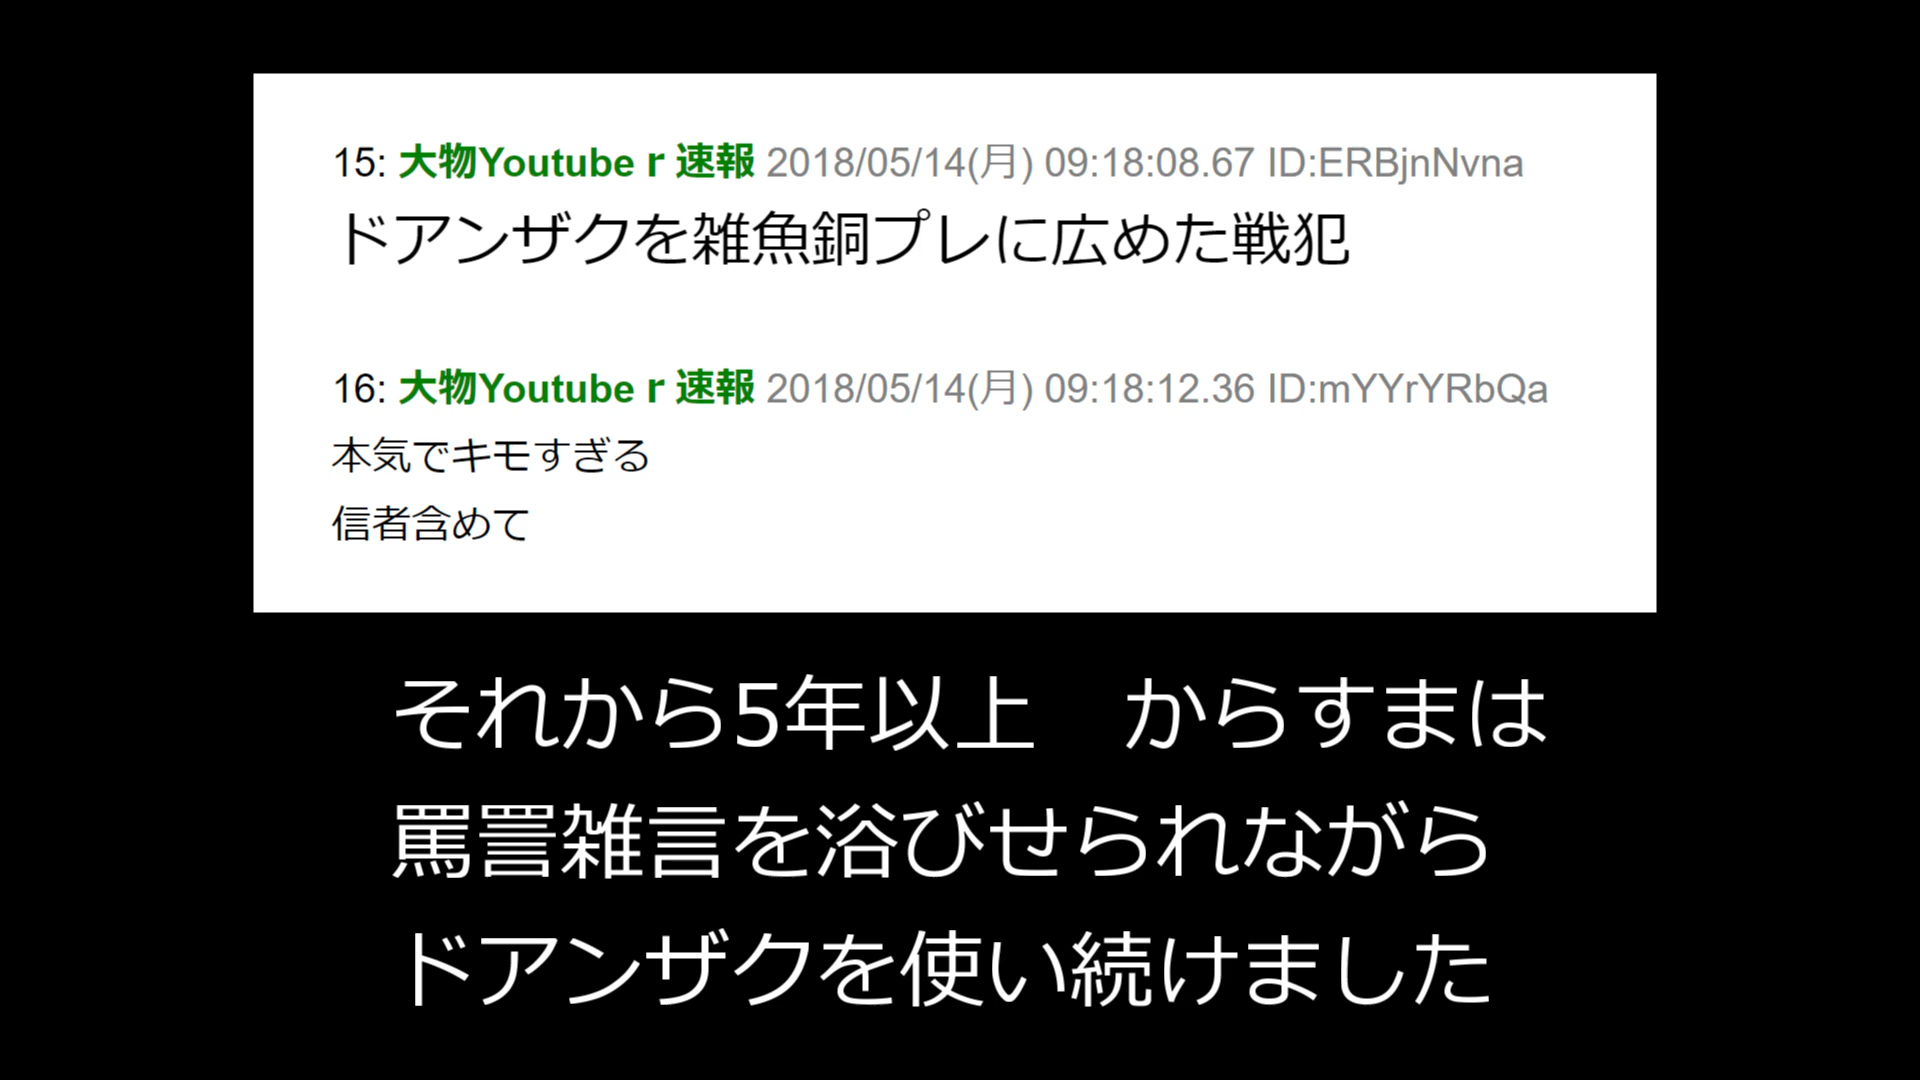 15: 大物Youtubeｒ速報 2018/05/14(月) 09:18:08.67 ID:ERBjnNvna
ドアンザクを雑魚銅プレに広めた戦犯
16: 大物Youtubeｒ速報 2018/05/14(月) 09:18:12.36 ID:mYYrYRbQa
本気でキモすぎる
信者含めて
それから5年以上　からすまは
罵詈雑言を浴びせられながら
ドアンザクを使い続けました